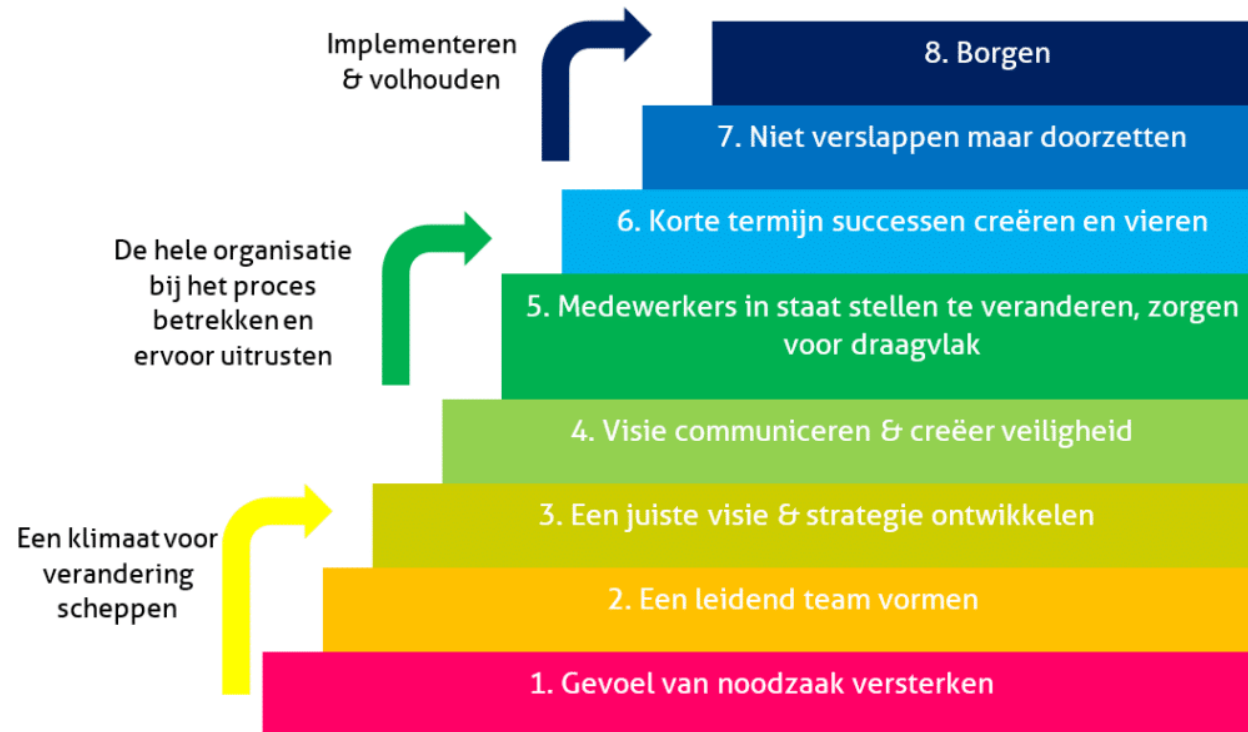 Implementeren
& volhouden
8. Borgen
7. Niet verslappen maar doorzetten
6. Korte termijn successen creëren en vieren
De hele organisatie
bij het proces
betrekken en
ervoor uitrusten
5. Medewerkers in staat stellen te veranderen, zorgen
voor draagvlak
4. Visie communiceren & creëer veiligheid
3. Een juiste visie & strategie ontwikkelen
Een klimaat voor
verandering
scheppen
2. Een leidend team vormen
1. Gevoel van noodzaak versterken